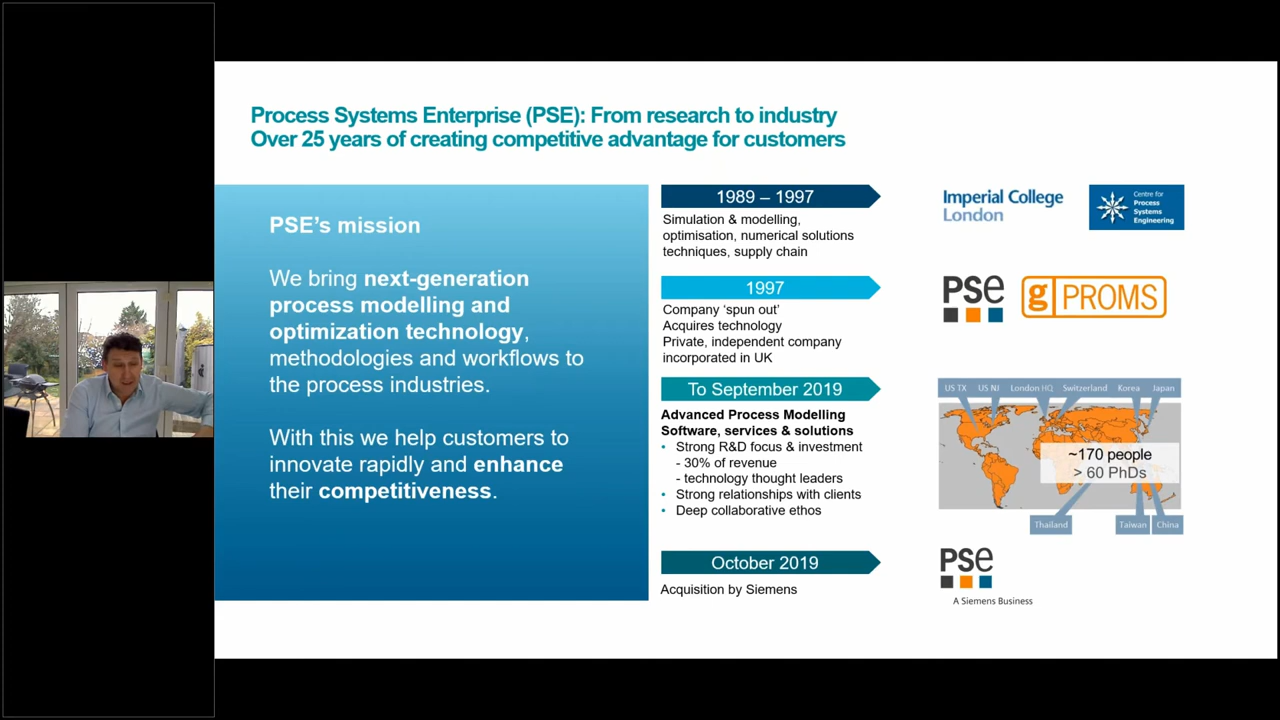 Process Systems Enterprise (PSE): From research to industry
Over 25 years of creating competitive advantage for customers
PSE's mission
We bring next-generation
process modelling and
optimization technology,
methodologies and workflows to
the process industries.
With this we help customers to
innovate rapidly and enhance
their competitiveness.
1989 – 1997
Simulation & modelling,
optimisation, numerical solutions
techniques, supply chain
1997
Company 'spun out'
Acquires technology
Private, independent company
incorporated in UK
To September 2019
Advanced Process Modelling
Software, services & solutions
• Strong R&D focus & investment
- 30% of revenue
- technology thought leaders
• Strong relationships with clients
• Deep collaborative ethos
October 2019
Acquisition by Siemens
Imperial College
London
Centre for
Process
Systems
Engineering
PSE
gPROMS
US TX US NJ London HQ Switzerland Korea Japan
~170 people
> 60 PhDs
Thailand Taiwan China
PSE
A Siemens Business